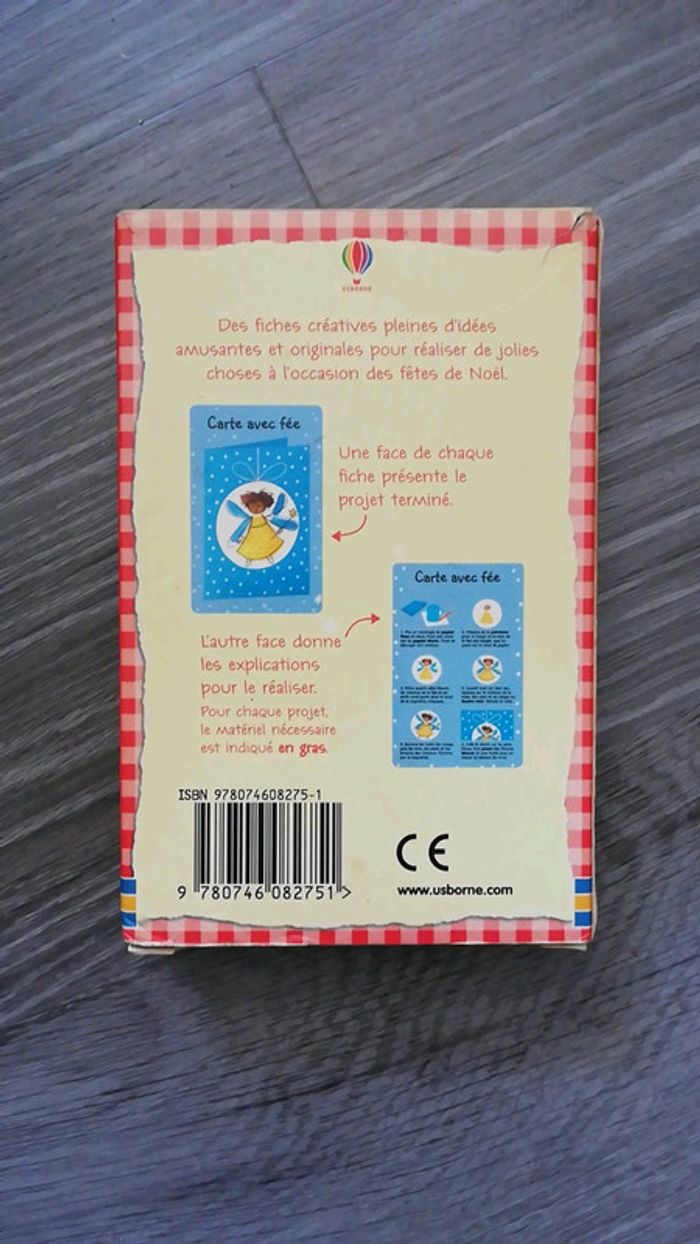 USBORNE
Des fiches créatives pleines d'idées
amusantes et originales pour réaliser de jolies
choses à l'occasion des fêtes de Noël.
Carte avec fée
Une face de chaque
fiche présente le
projet terminé.
Carte avec fée
L'autre face donne
les explications
pour le réaliser.
Pour chaque projet,
le matériel nécessaire
est indiqué en gras.
ISBN 978074608275-1
9 780746 082751 >
CE
www.usborne.com